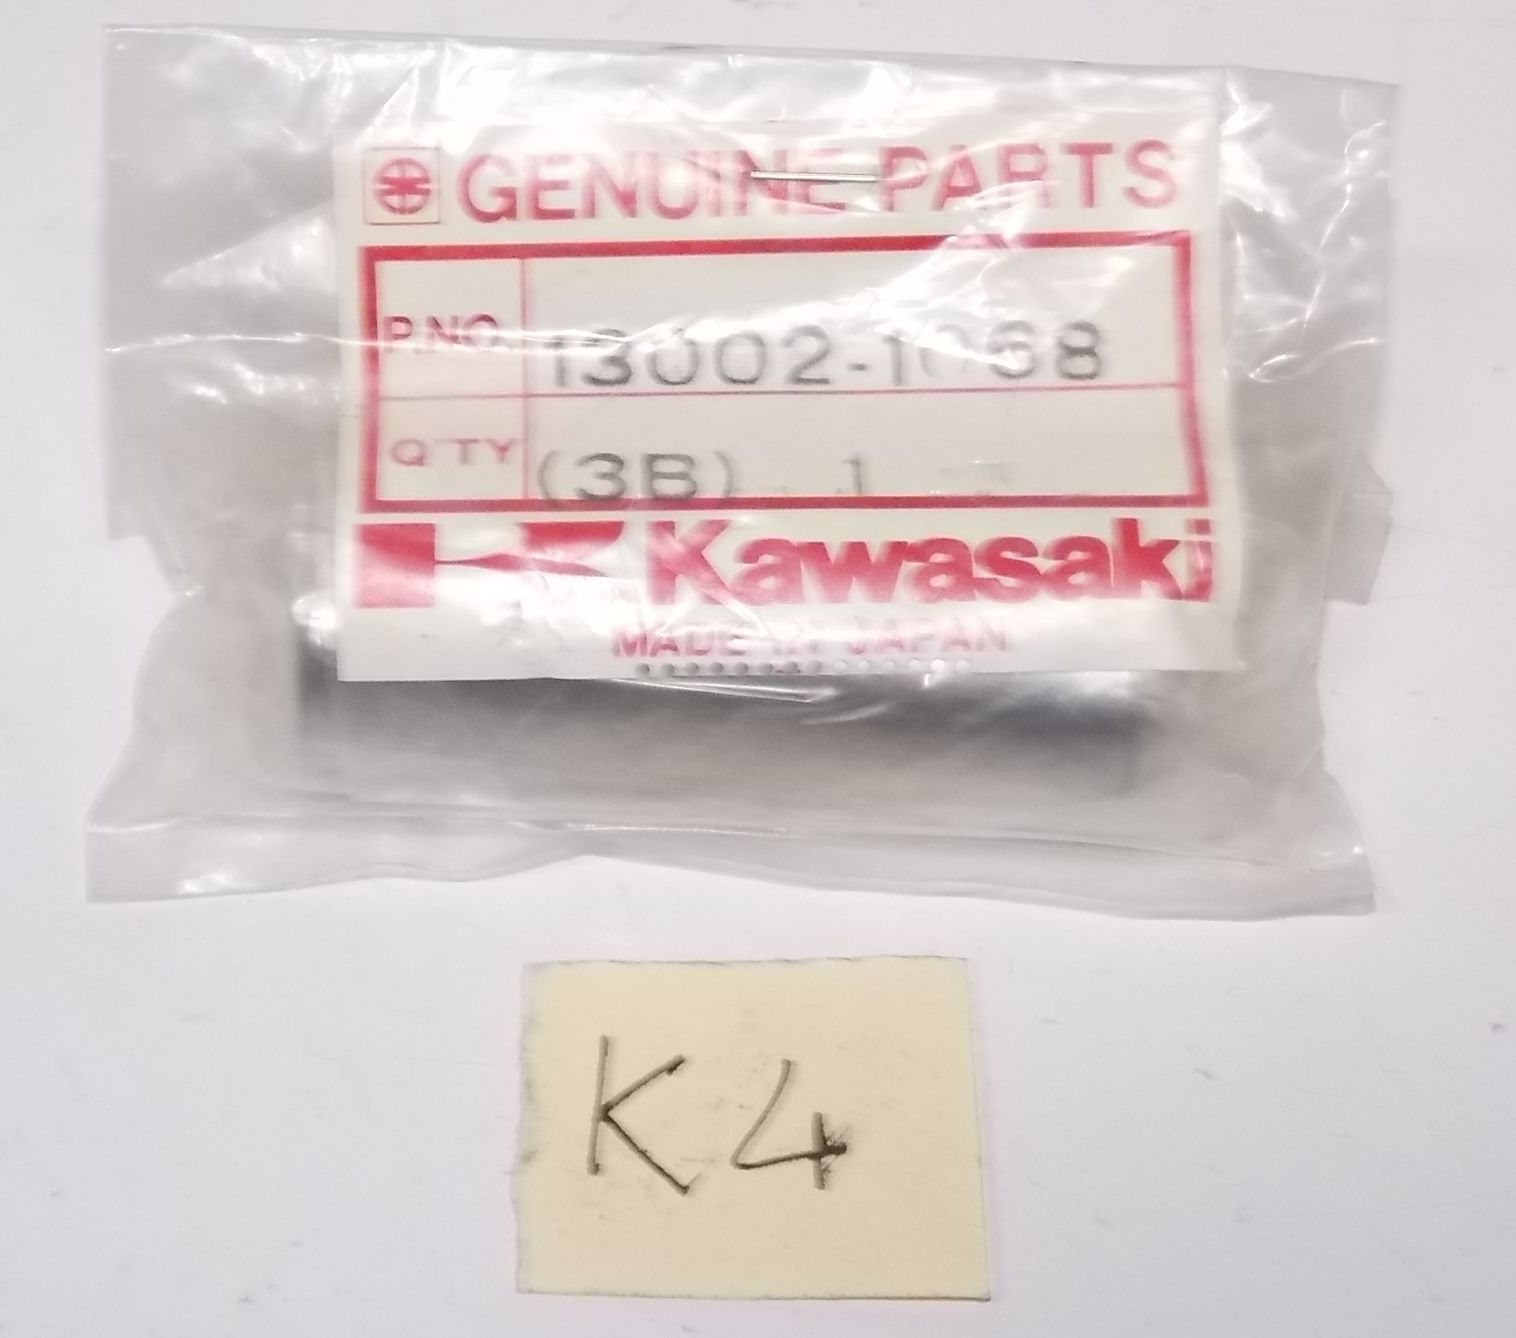 GENUINE PARTS
P.NO. 13002-1068
Q'TY (3B) 1
Kawasaki
MADE IN JAPAN
K4